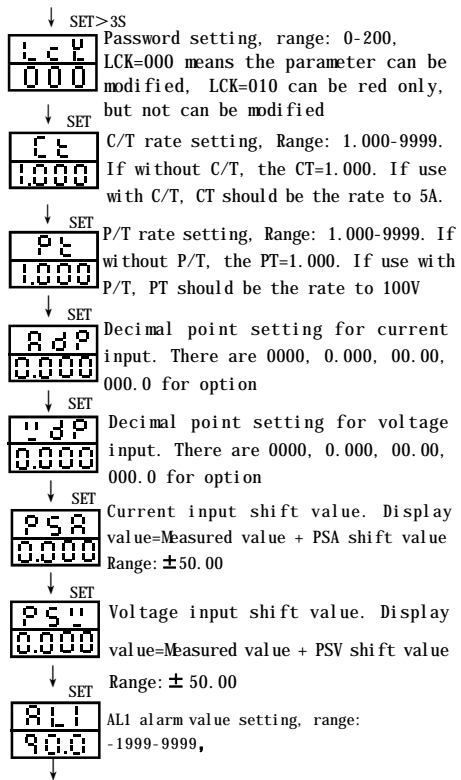 SET>3S
LcK
000
Password setting, range: 0-200,
LCK=000 means the parameter can be
modified, LCK=010 can be red only,
but not can be modified
SET
Ct
1.000
C/T rate setting, Range: 1.000-9999.
If without C/T, the CT=1.000. If use
with C/T, CT should be the rate to 5A.
SET
Pt
1.000
P/T rate setting, Range: 1.000-9999. If
without P/T, the PT=1.000. If use with
P/T, PT should be the rate to 100V
SET
AdP
0.000
Decimal point setting for current
input. There are 0000, 0.000, 00.00,
000.0 for option
SET
UdP
0.000
Decimal point setting for voltage
input. There are 0000, 0.000, 00.00,
000.0 for option
SET
PSA
0.000
Current input shift value. Display
value=Measured value + PSA shift value
Range:±50.00
SET
PSU
0.000
Voltage input shift value. Display
value=Measured value + PSV shift value
Range:± 50.00
SET
AL1
90.0
AL1 alarm value setting, range:
-1999-9999,